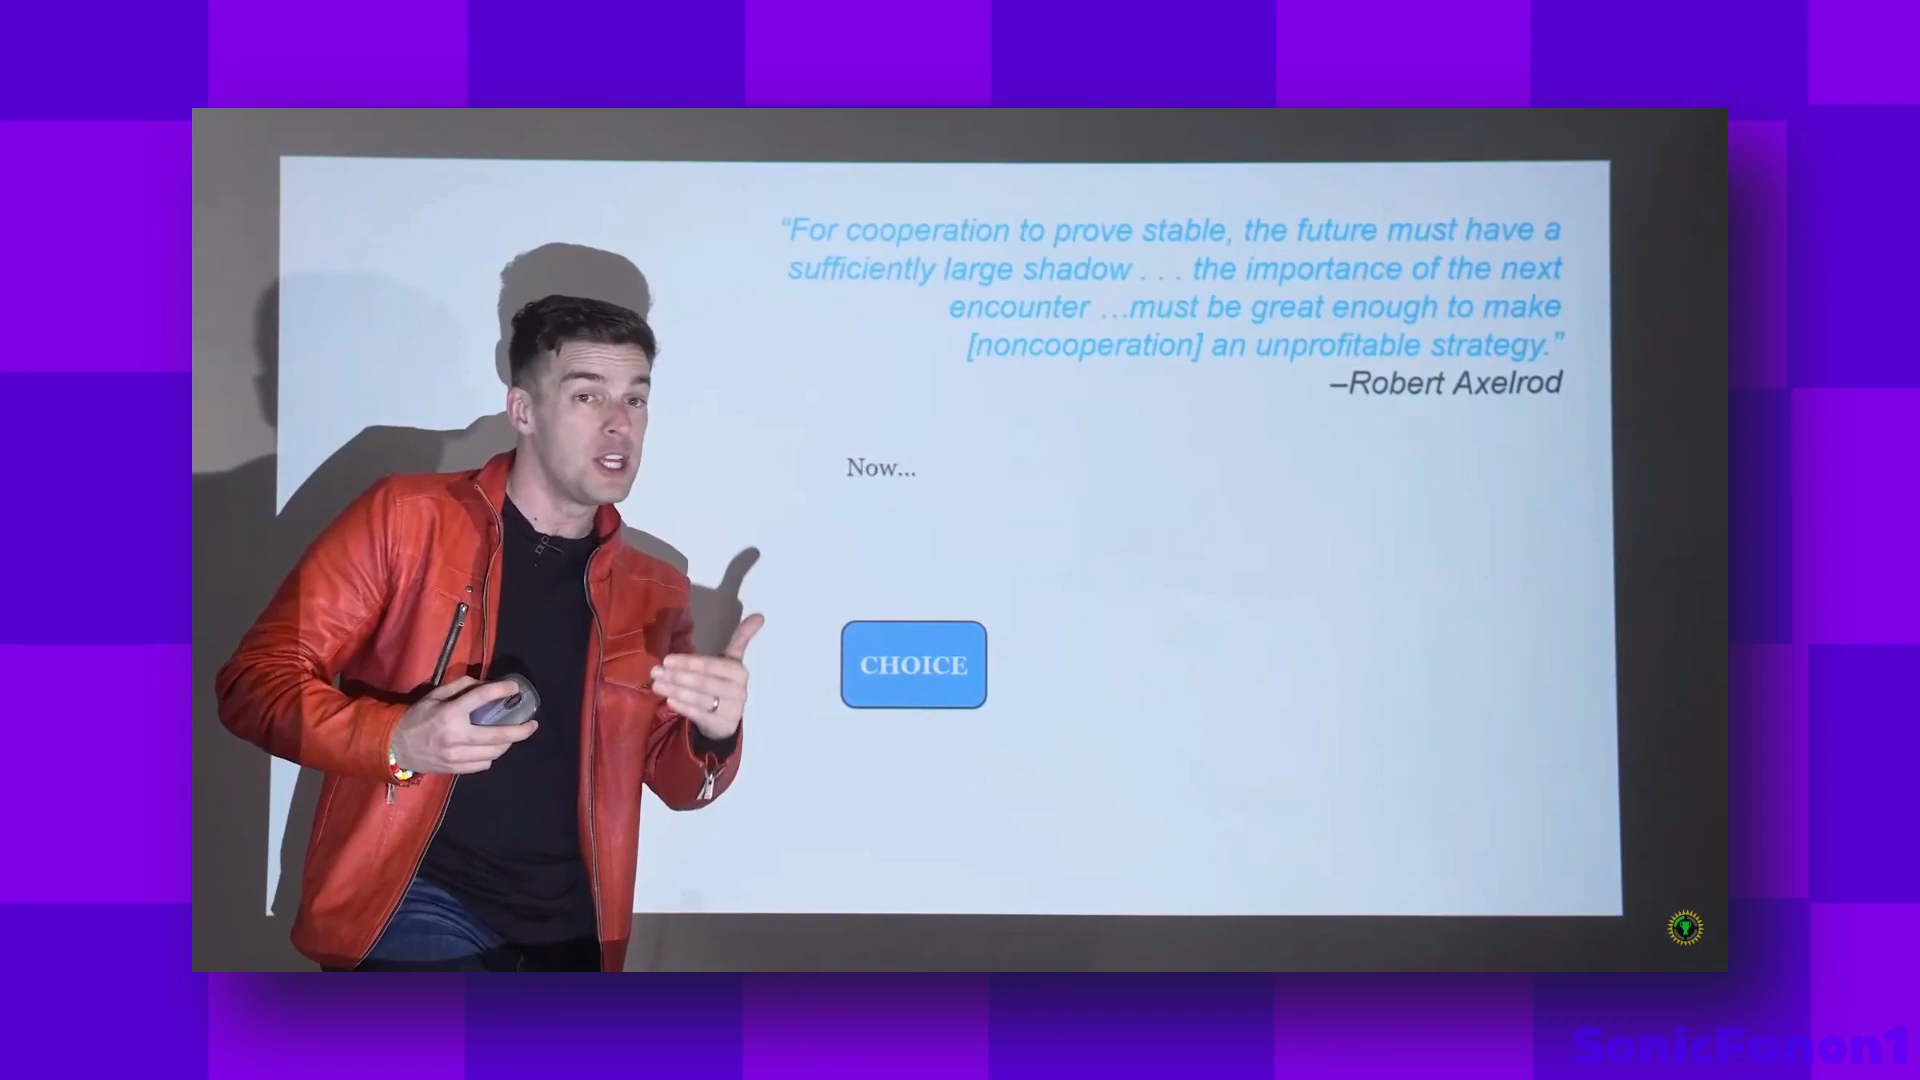 “For cooperation to prove stable, the future must have a
sufficiently large shadow . . . the importance of the next
encounter ...must be great enough to make
[noncooperation] an unprofitable strategy.”
–Robert Axelrod
Now...
CHOICE
SonicFanon1